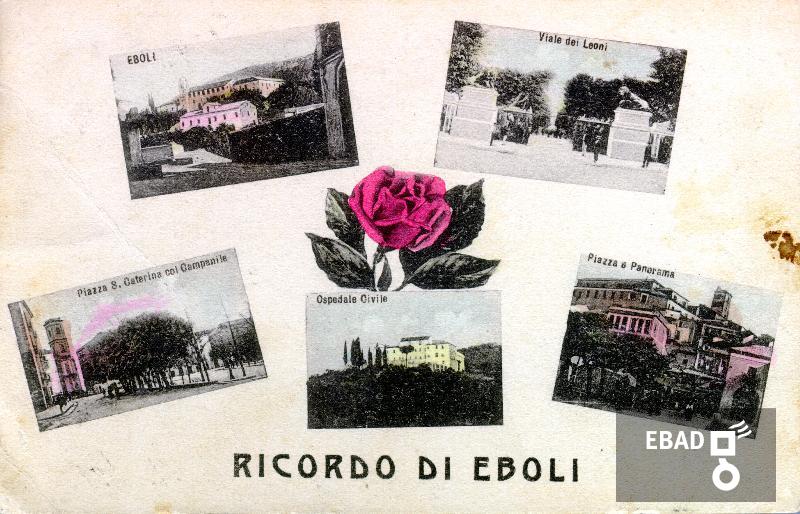 EBOLI
Viale dei Leoni
Piazza S. Caterina col Campanile
Ospedale Civile
Piazza e Panorama
RICORDO DI EBOLI
EBAD